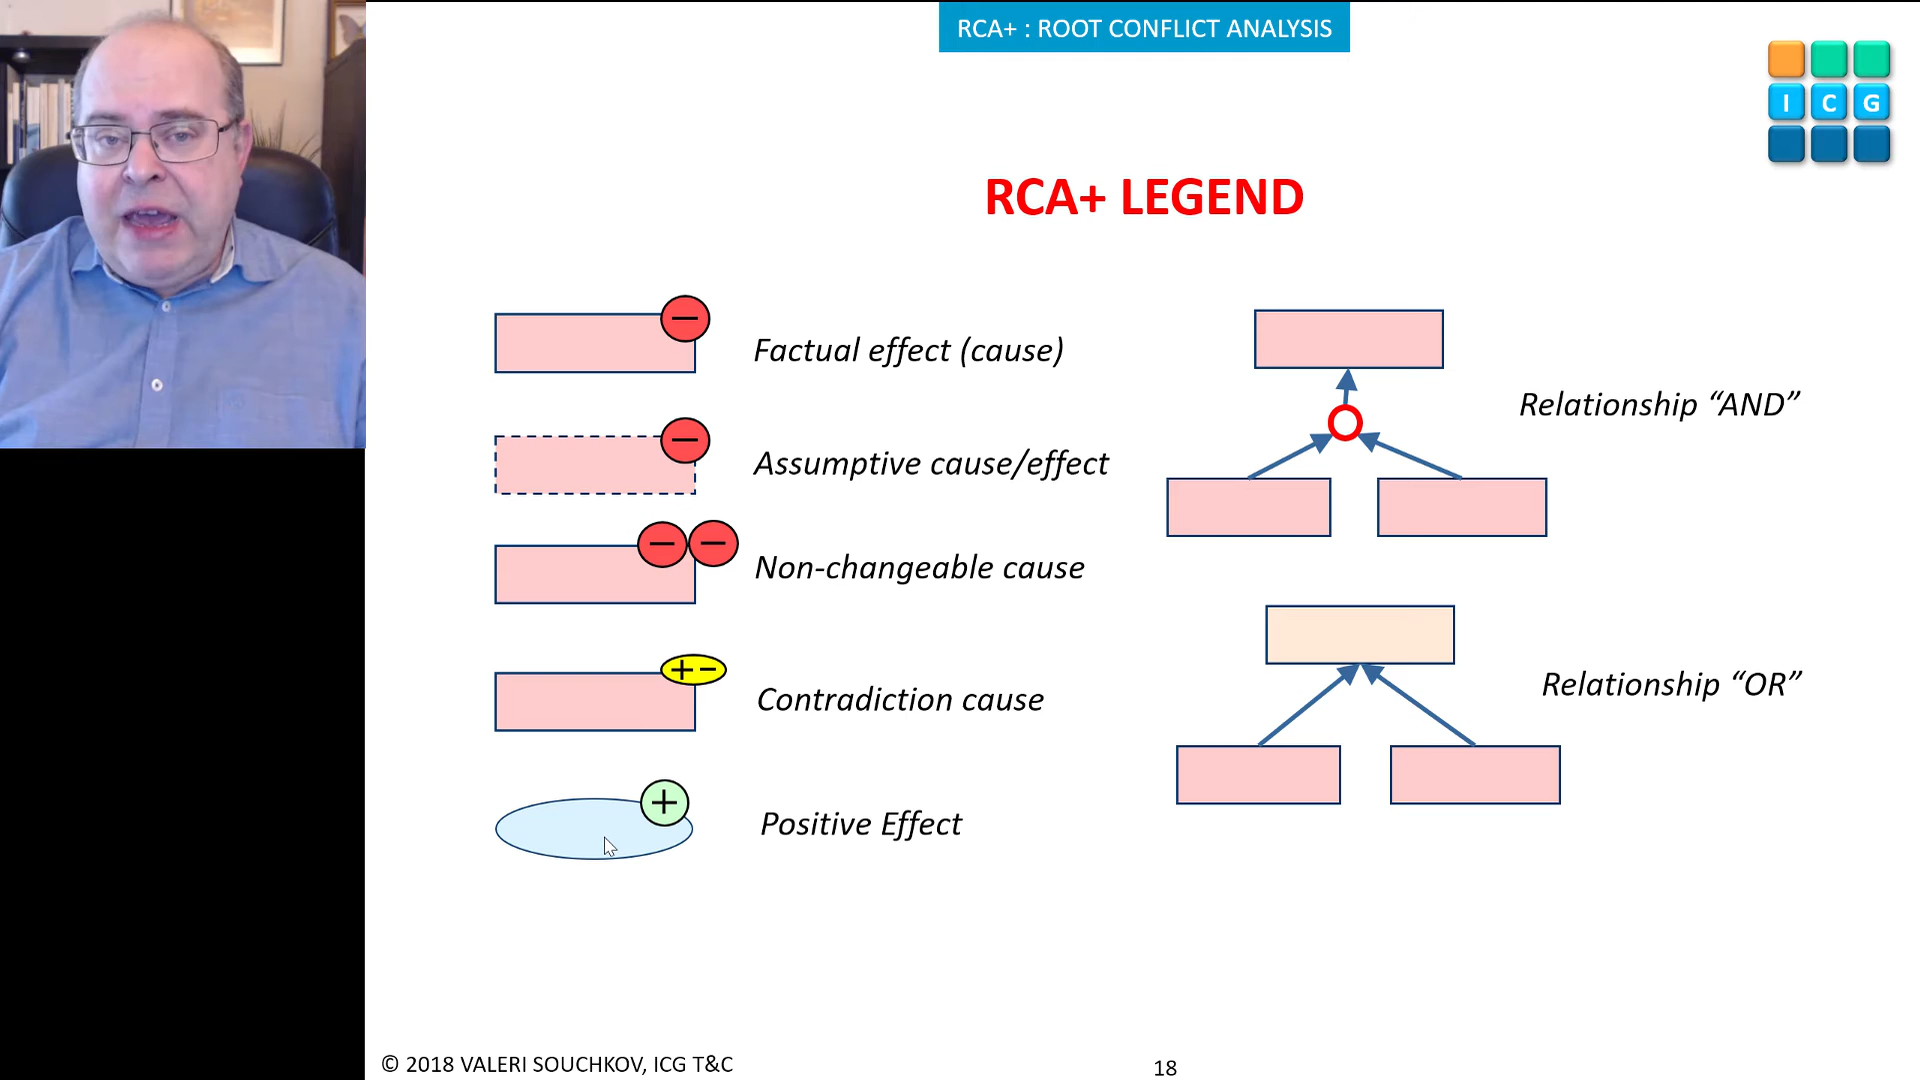 RCA+ : ROOT CONFLICT ANALYSIS
I C G
RCA+ LEGEND
Factual effect (cause)
Assumptive cause/effect
Non-changeable cause
Contradiction cause
Positive Effect
Relationship “AND”
Relationship “OR”
© 2018 VALERI SOUCHKOV, ICG T&C
18